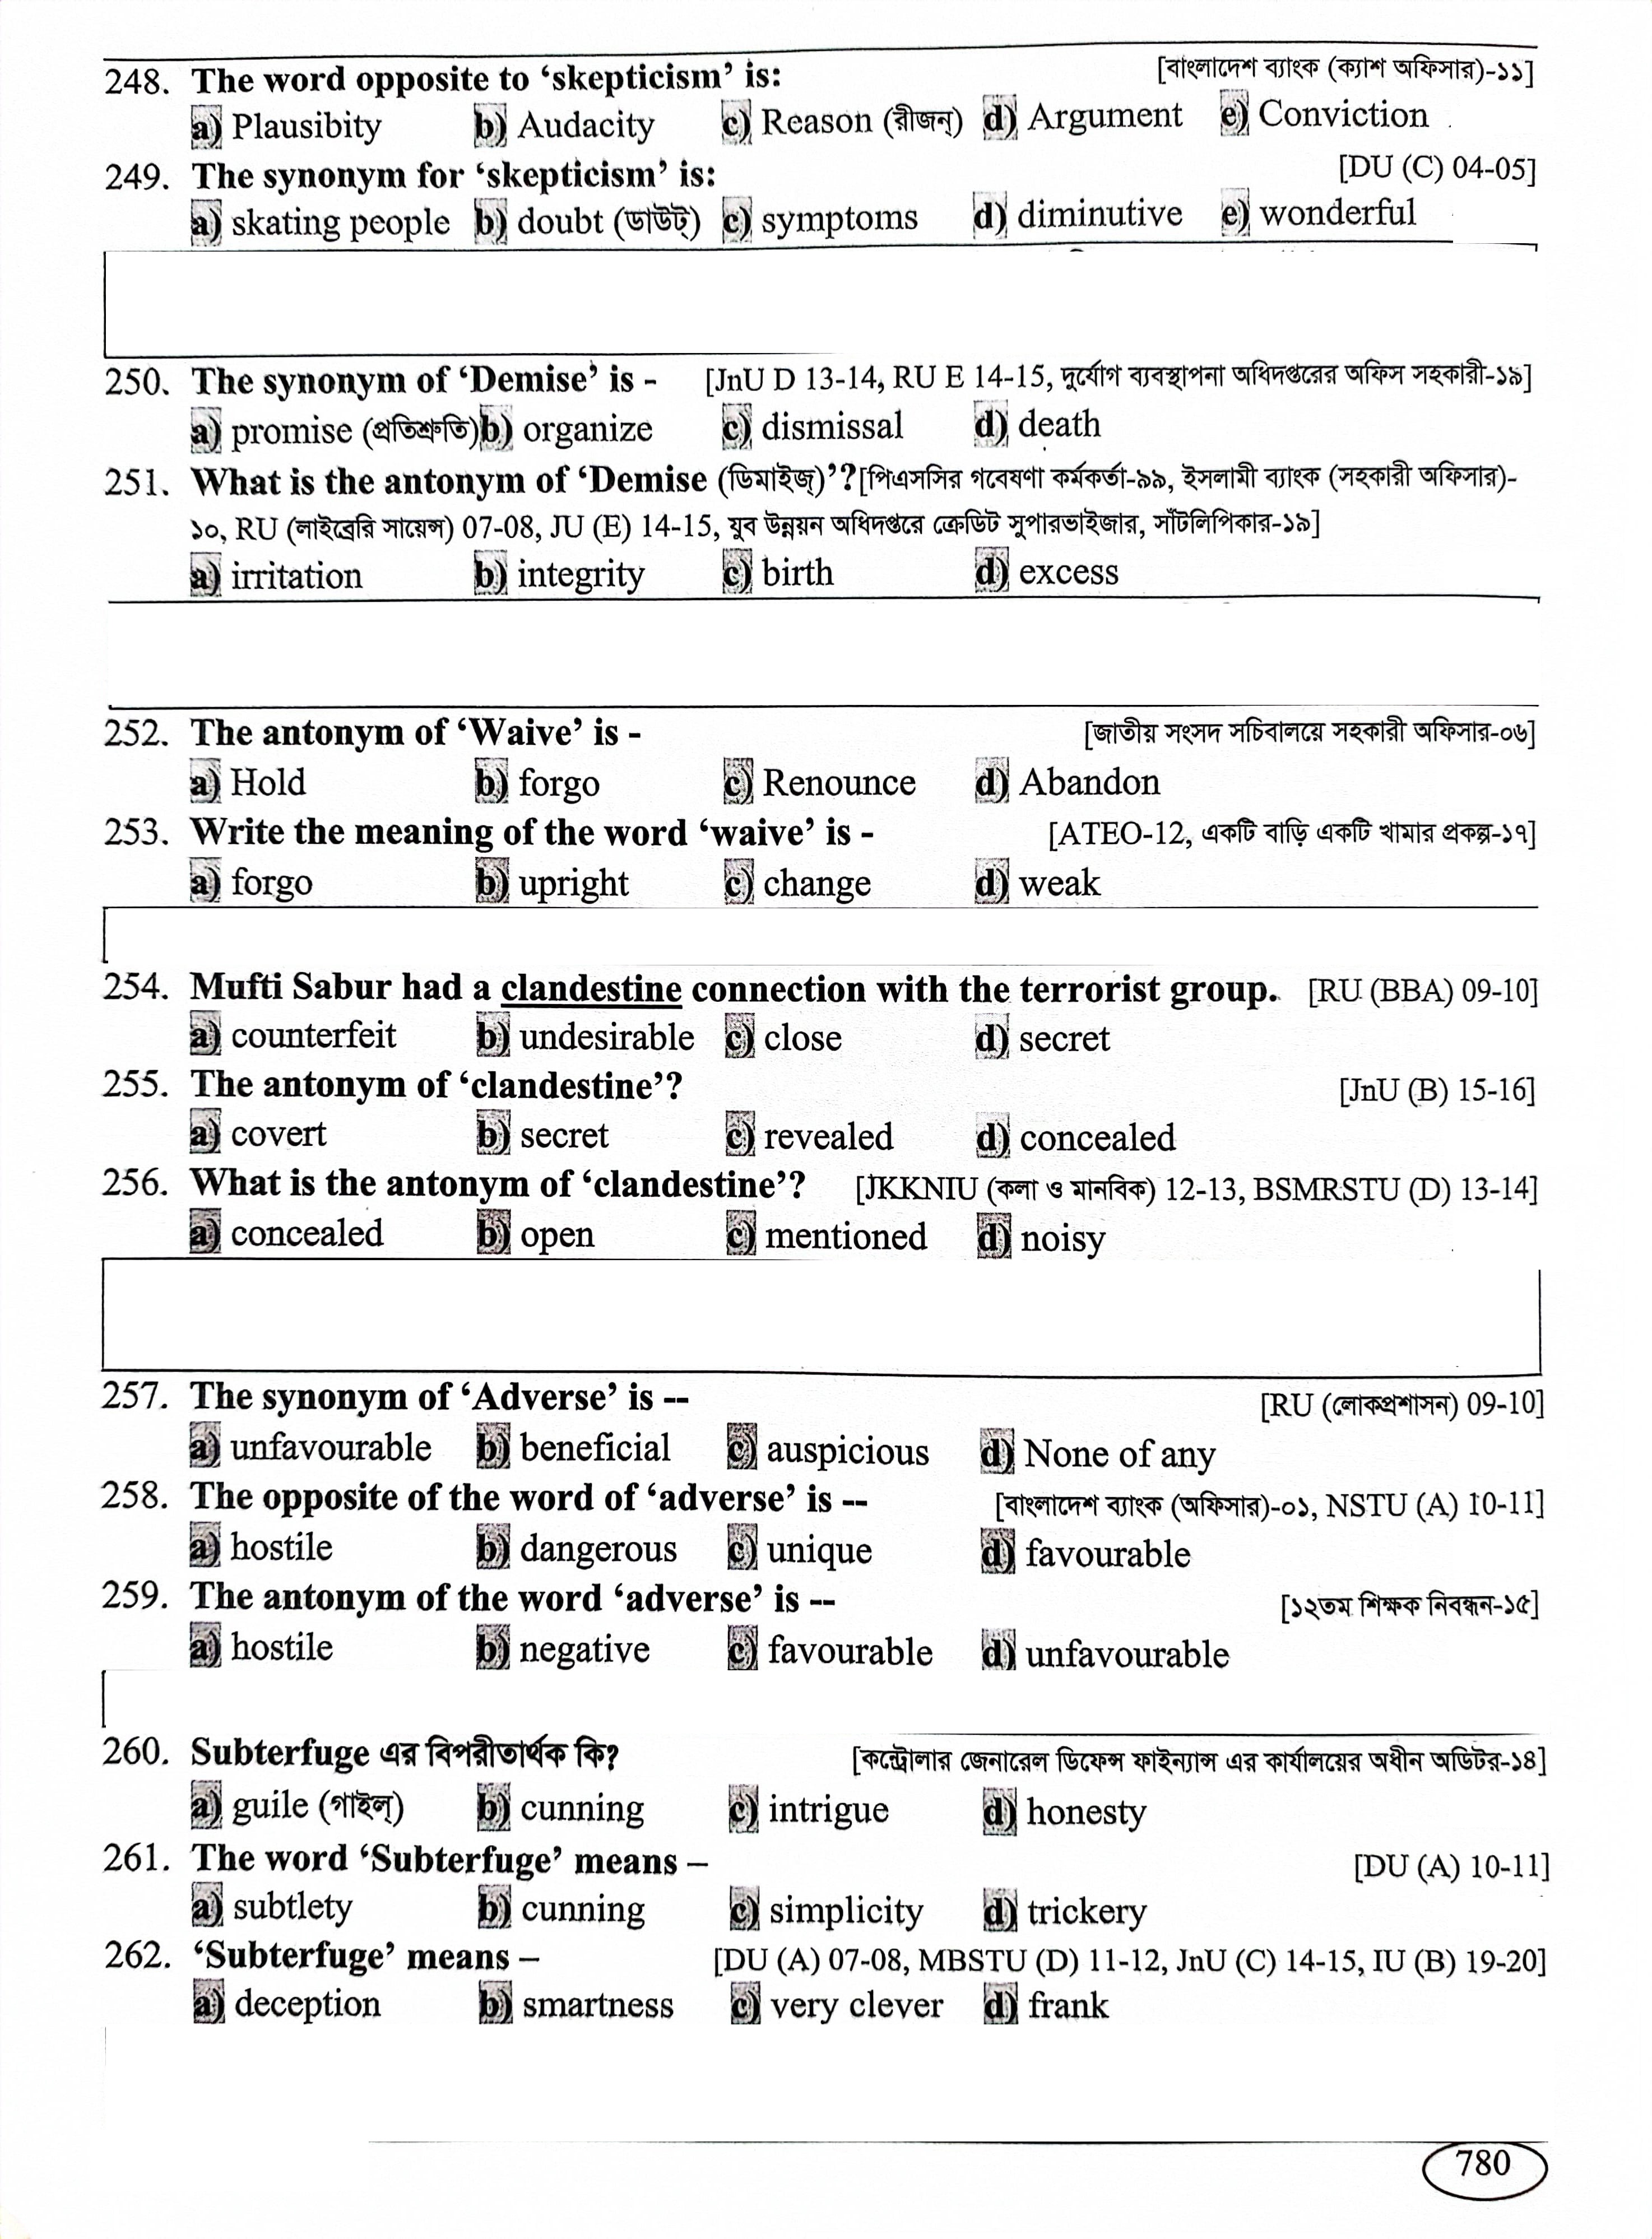 248. The word opposite to ‘skepticism’ is: [বাংলাদেশ ব্যাংক (ক্যাশ অফিসার)-১১]
a) Plausibity b) Audacity c) Reason (রীজন্) d) Argument e) Conviction
249. The synonym for ‘skepticism’ is: [DU (C) 04-05]
a) skating people b) doubt (ডাউট্) c) symptoms d) diminutive e) wonderful
250. The synonym of ‘Demise’ is - [JnU D 13-14, RU E 14-15, দুর্যোগ ব্যবস্থাপনা অধিদপ্তরের অফিস সহকারী-১৯]
a) promise (প্রতিশ্রুতি) b) organize c) dismissal d) death
251. What is the antonym of ‘Demise (ডিমাইজ্)’? [পিএসসির গবেষণা কর্মকর্তা-৯৯, ইসলামী ব্যাংক (সহকারী অফিসার)-
১০, RU (লাইব্রেরি সায়েন্স) 07-08, JU (E) 14-15, যুব উন্নয়ন অধিদপ্তরে ক্রেডিট সুপারভাইজার, সাঁটলিপিকার-১৯]
a) irritation b) integrity c) birth d) excess
252. The antonym of ‘Waive’ is - [জাতীয় সংসদ সচিবালয়ে সহকারী অফিসার-০৬]
a) Hold b) forgo c) Renounce d) Abandon
253. Write the meaning of the word ‘waive’ is - [ATEO-12, একটি বাড়ি একটি খামার প্রকল্প-১৭]
a) forgo b) upright c) change d) weak
254. Mufti Sabur had a clandestine connection with the terrorist group. [RU (BBA) 09-10]
a) counterfeit b) undesirable c) close d) secret
255. The antonym of ‘clandestine’? [JnU (B) 15-16]
a) covert b) secret c) revealed d) concealed
256. What is the antonym of ‘clandestine’? [JKKNIU (কলা ও মানবিক) 12-13, BSMRSTU (D) 13-14]
a) concealed b) open c) mentioned d) noisy
257. The synonym of ‘Adverse’ is -- [RU (লোকপ্রশাসন) 09-10]
a) unfavourable b) beneficial c) auspicious d) None of any
258. The opposite of the word of ‘adverse’ is -- [বাংলাদেশ ব্যাংক (অফিসার)-০১, NSTU (A) 10-11]
a) hostile b) dangerous c) unique d) favourable
259. The antonym of the word ‘adverse’ is -- [১২তম শিক্ষক নিবন্ধন-১৫]
a) hostile b) negative c) favourable d) unfavourable
260. Subterfuge এর বিপরীতার্থক কি? [কন্ট্রোলার জেনারেল ডিফেন্স ফাইন্যান্স এর কার্যালয়ের অধীন অডিটর-১৪]
a) guile (গাইল্) b) cunning c) intrigue d) honesty
261. The word ‘Subterfuge’ means – [DU (A) 10-11]
a) subtlety b) cunning c) simplicity d) trickery
262. ‘Subterfuge’ means – [DU (A) 07-08, MBSTU (D) 11-12, JnU (C) 14-15, IU (B) 19-20]
a) deception b) smartness c) very clever d) frank
780